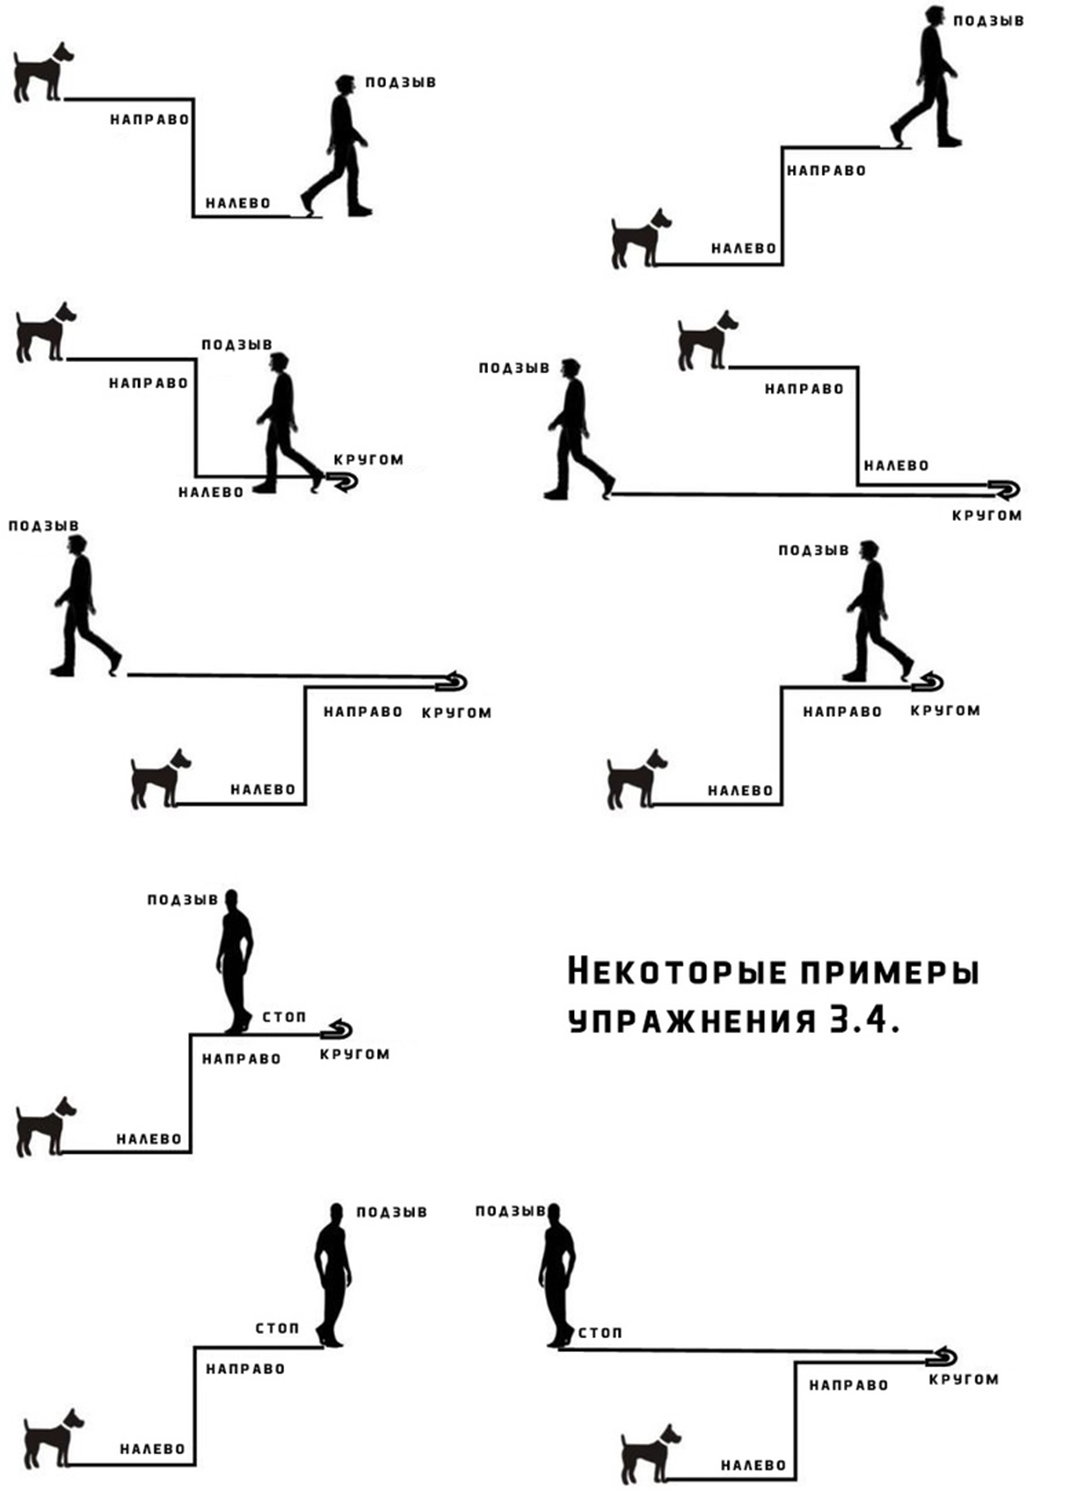 ПОДЗЫВ
НАПРАВО
НАЛЕВО
ПОДЗЫВ
НАПРАВО
НАЛЕВО
ПОДЗЫВ
НАПРАВО
КРУГОМ
НАЛЕВО
ПОДЗЫВ
НАПРАВО
НАЛЕВО
КРУГОМ
ПОДЗЫВ
НАПРАВО
КРУГОМ
НАЛЕВО
ПОДЗЫВ
НАПРАВО
КРУГОМ
НАЛЕВО
ПОДЗЫВ
СТОП
НАПРАВО
КРУГОМ
НАЛЕВО
НЕКОТОРЫЕ ПРИМЕРЫ
УПРАЖНЕНИЯ 3.4.
ПОДЗЫВ
СТОП
НАПРАВО
НАЛЕВО
ПОДЗЫВ
СТОП
НАПРАВО
КРУГОМ
НАЛЕВО